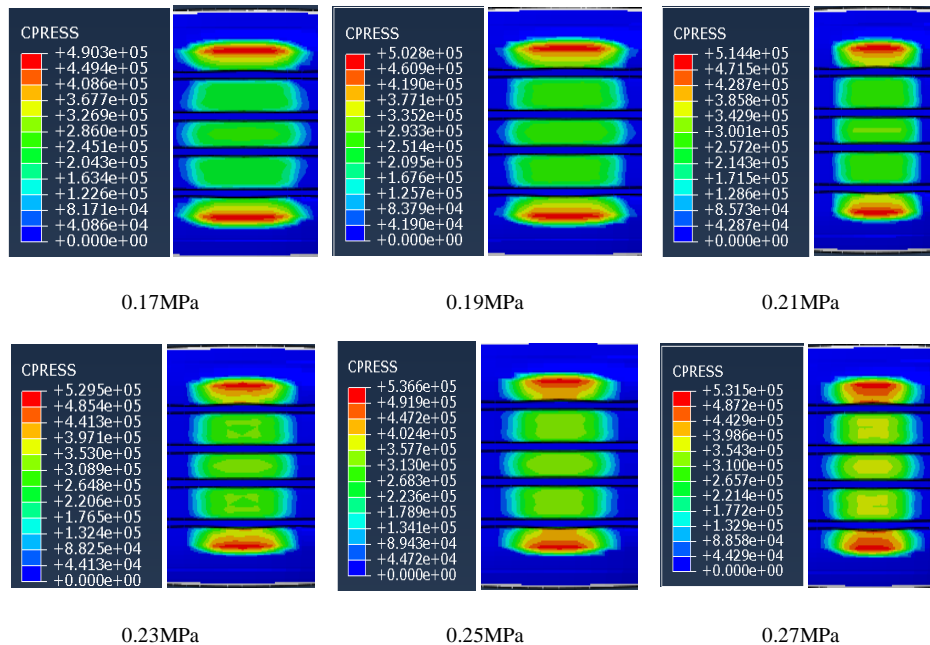 CPRESS
+4.903e+05
+4.494e+05
+4.086e+05
+3.677e+05
+3.269e+05
+2.860e+05
+2.451e+05
+2.043e+05
+1.634e+05
+1.226e+05
+8.171e+04
+4.086e+04
+0.000e+00
CPRESS
+5.028e+05
+4.609e+05
+4.190e+05
+3.771e+05
+3.352e+05
+2.933e+05
+2.514e+05
+2.095e+05
+1.676e+05
+1.257e+05
+8.379e+04
+4.190e+04
+0.000e+00
CPRESS
+5.144e+05
+4.715e+05
+4.287e+05
+3.858e+05
+3.429e+05
+3.001e+05
+2.572e+05
+2.143e+05
+1.715e+05
+1.286e+05
+8.573e+04
+4.287e+04
+0.000e+00
0.17MPa
0.19MPa
0.21MPa
CPRESS
+5.295e+05
+4.854e+05
+4.413e+05
+3.971e+05
+3.530e+05
+3.089e+05
+2.648e+05
+2.206e+05
+1.765e+05
+1.324e+05
+8.825e+04
+4.413e+04
+0.000e+00
CPRESS
+5.366e+05
+4.919e+05
+4.472e+05
+4.024e+05
+3.577e+05
+3.130e+05
+2.683e+05
+2.236e+05
+1.789e+05
+1.341e+05
+8.943e+04
+4.472e+04
+0.000e+00
CPRESS
+5.315e+05
+4.872e+05
+4.429e+05
+3.986e+05
+3.543e+05
+3.100e+05
+2.657e+05
+2.214e+05
+1.772e+05
+1.329e+05
+8.858e+04
+4.429e+04
+0.000e+00
0.23MPa
0.25MPa
0.27MPa